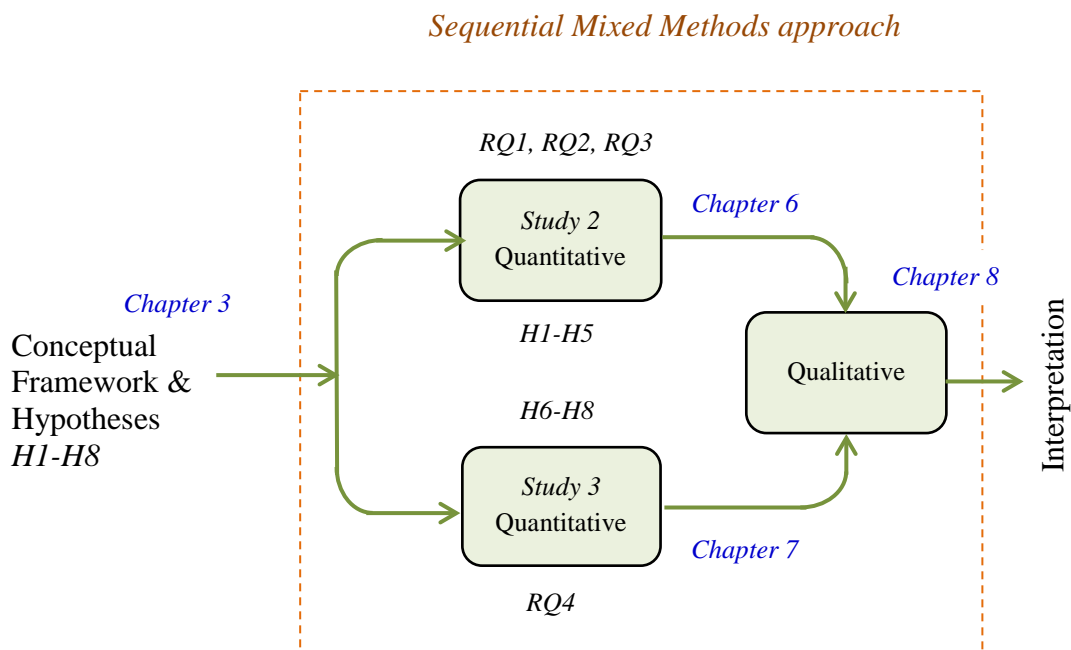 Sequential Mixed Methods approach
RQ1, RQ2, RQ3
Study 2
Quantitative
H1-H5
Chapter 6
Chapter 3
Conceptual
Framework &
Hypotheses
H1-H8
H6-H8
Study 3
Quantitative
RQ4
Chapter 7
Qualitative
Chapter 8
Interpretation